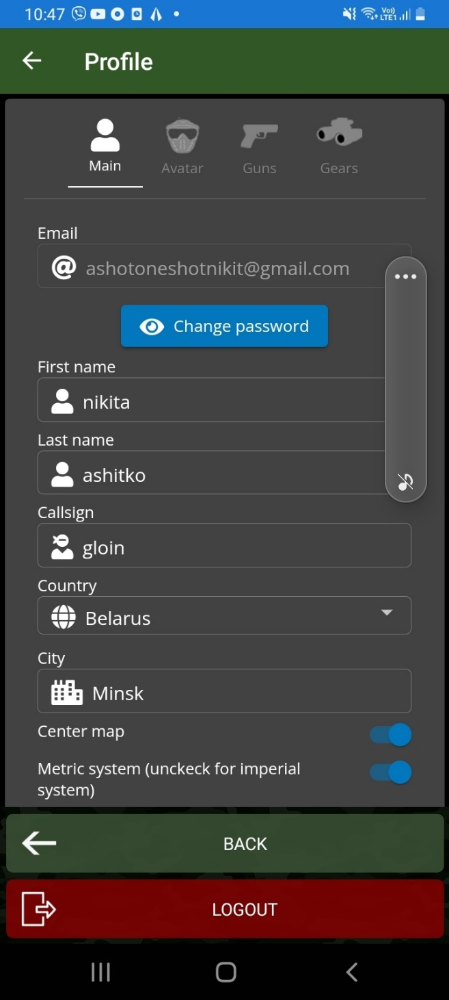 10:47
Vo))
LTE1
Profile
Main
Avatar
Guns
Gears
Email
ashotoneshotnikit@gmail.com
Change password
First name
nikita
Last name
ashitko
Callsign
gloin
Country
Belarus
City
Minsk
Center map
Metric system (unckeck for imperial
system)
BACK
LOGOUT